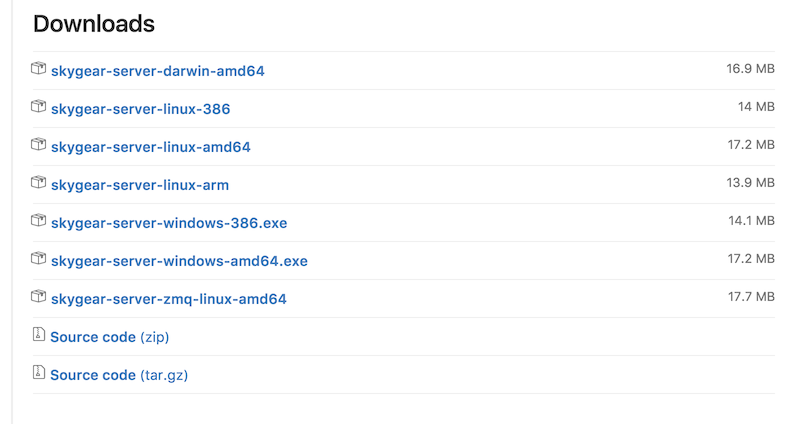 Downloads
skygear-server-darwin-amd64 16.9 MB
skygear-server-linux-386 14 MB
skygear-server-linux-amd64 17.2 MB
skygear-server-linux-arm 13.9 MB
skygear-server-windows-386.exe 14.1 MB
skygear-server-windows-amd64.exe 17.2 MB
skygear-server-zmq-linux-amd64 17.7 MB
Source code (zip)
Source code (tar.gz)